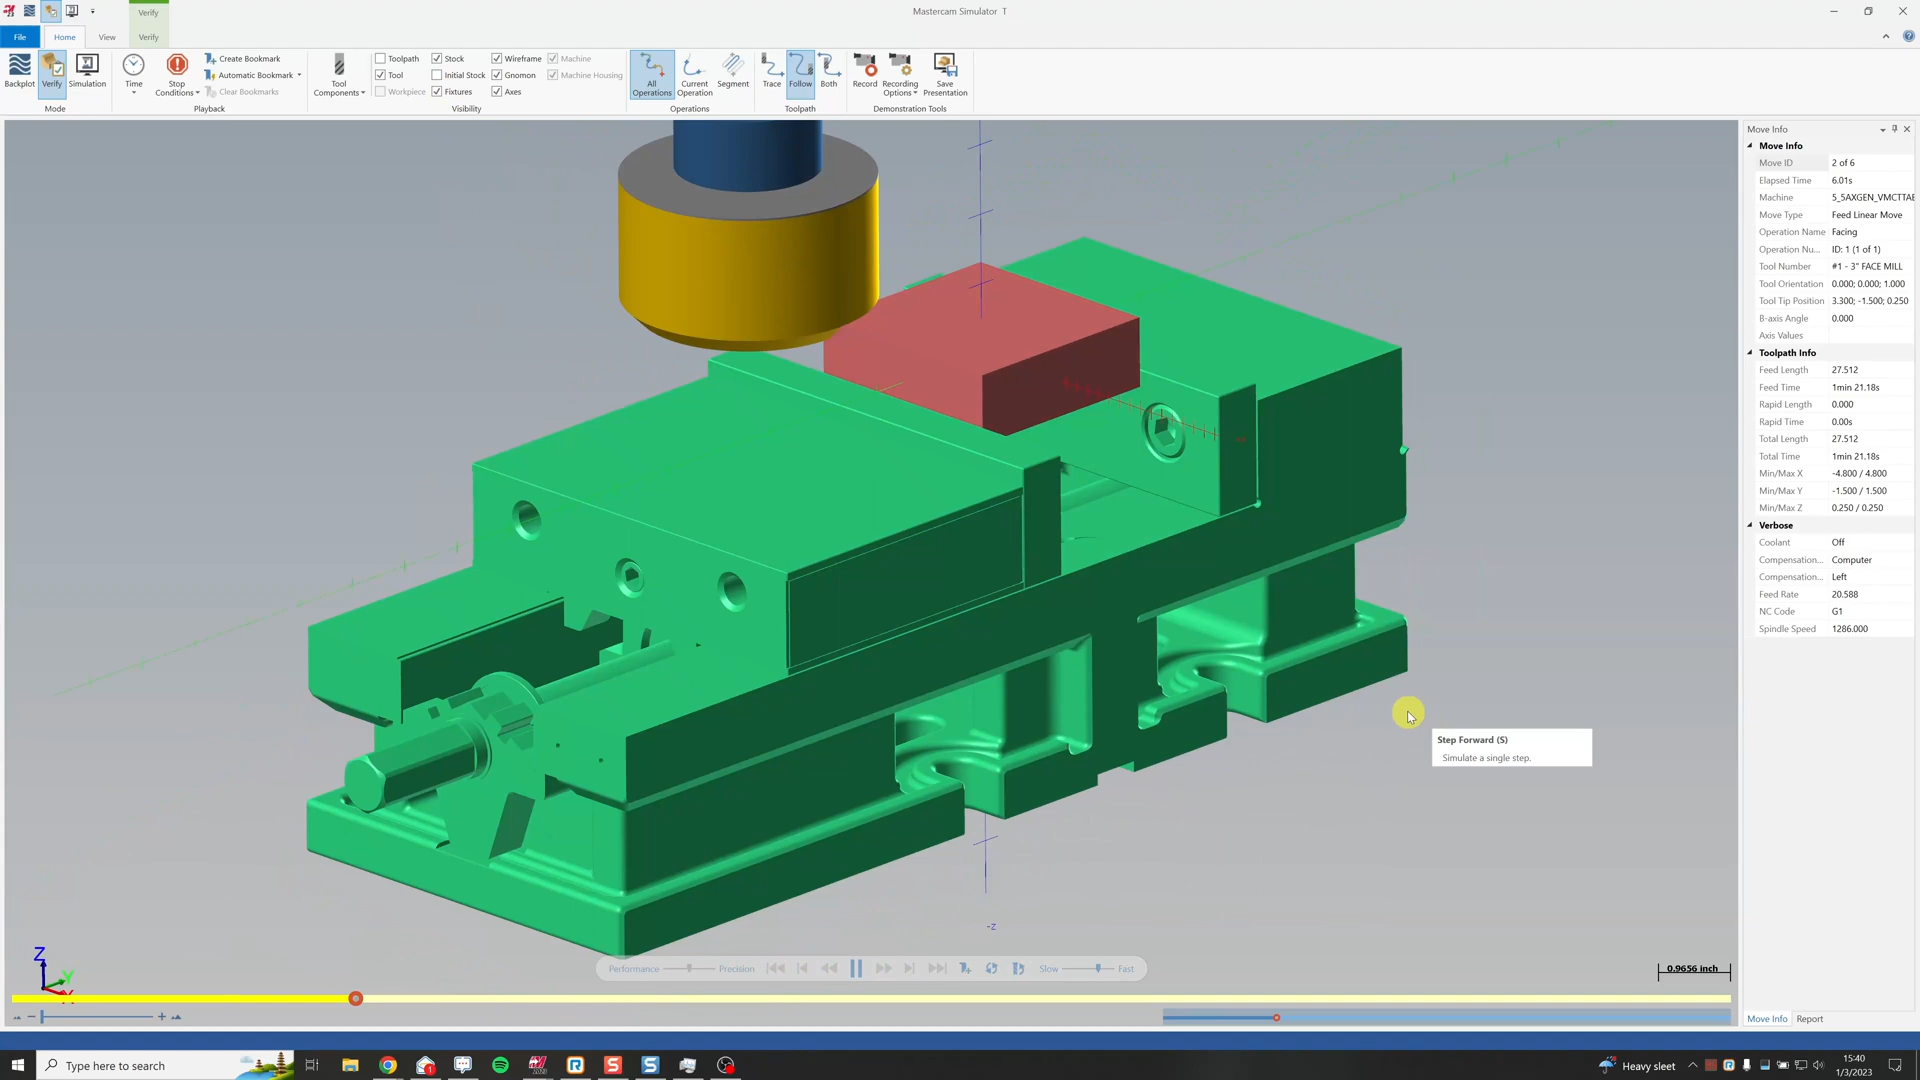 Verify
Mastercam Simulator T
File Home View Verify
Backplot Verify Simulation
Mode
Time
Stop
Conditions
Create Bookmark
Automatic Bookmark
Clear Bookmarks
Playback
Tool
Components
Toolpath Stock Wireframe Machine
Tool Initial Stock Gnomon Machine Housing
Workpiece Fixtures Axes
Visibility
All
Operations
Current
Operation
Segment
Operations
Trace Follow Both
Toolpath
Record
Recording
Options
Save
Presentation
Demonstration Tools
Move Info
Move Info
Move ID 2 of 6
Elapsed Time 6.01s
Machine 5_5AXGEN_VMCTTAE
Move Type Feed Linear Move
Operation Name Facing
Operation Nu... ID: 1 (1 of 1)
Tool Number #1 - 3" FACE MILL
Tool Orientation 0.000; 0.000; 1.000
Tool Tip Position 3.300; -1.500; 0.250
B-axis Angle 0.000
Axis Values
Toolpath Info
Feed Length 27.512
Feed Time 1min 21.18s
Rapid Length 0.000
Rapid Time 0.00s
Total Length 27.512
Total Time 1min 21.18s
Min/Max X -4.800 / 4.800
Min/Max Y -1.500 / 1.500
Min/Max Z 0.250 / 0.250
Verbose
Coolant Off
Compensation... Computer
Compensation... Left
Feed Rate 20.588
NC Code G1
Spindle Speed 1286.000
Step Forward (S)
Simulate a single step.
-Z
Z
Y
X
Performance Precision Slow Fast
0.9656 inch
Move Info Report
Type here to search
Heavy sleet
15:40
1/3/2023